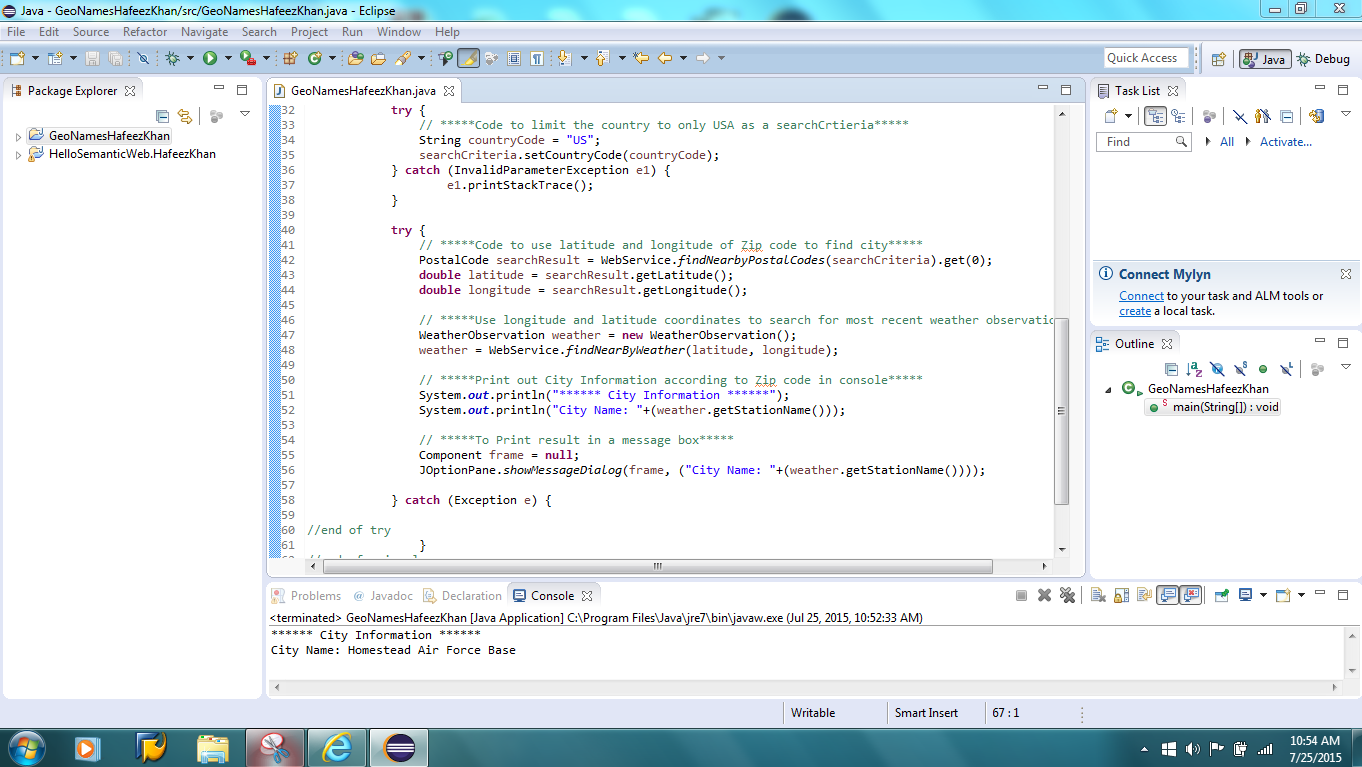 Java - GeoNamesHafeezKhan/src/GeoNamesHafeezKhan.java - Eclipse
File Edit Source Refactor Navigate Search Project Run Window Help
Quick Access Java Debug
Package Explorer
GeoNamesHafeezKhan
HelloSemanticWeb.HafeezKhan
GeoNamesHafeezKhan.java
32 try {
33 // *****Code to limit the country to only USA as a searchCrtieria*****
34 String countryCode = "US";
35 searchCriteria.setCountryCode(countryCode);
36 } catch (InvalidParameterException e1) {
37 e1.printStackTrace();
38 }
39
40 try {
41 // *****Code to use latitude and longitude of Zip code to find city*****
42 PostalCode searchResult = WebService.findNearbyPostalCodes(searchCriteria).get(0);
43 double latitude = searchResult.getLatitude();
44 double longitude = searchResult.getLongitude();
45
46 // *****Use longitude and latitude coordinates to search for most recent weather observatio
47 WeatherObservation weather = new WeatherObservation();
48 weather = WebService.findNearByWeather(latitude, longitude);
49
50 // *****Print out City Information according to Zip code in console*****
51 System.out.println("****** City Information ******");
52 System.out.println("City Name: "+(weather.getStationName()));
53
54 // *****To Print result in a message box*****
55 Component frame = null;
56 JOptionPane.showMessageDialog(frame, ("City Name: "+(weather.getStationName())));
57
58 } catch (Exception e) {
59
60 //end of try
61 }
Task List
Find All Activate...
Connect Mylyn
Connect to your task and ALM tools or
create a local task.
Outline
GeoNamesHafeezKhan
S main(String[]) : void
Problems @ Javadoc Declaration Console
<terminated> GeoNamesHafeezKhan [Java Application] C:\Program Files\Java\jre7\bin\javaw.exe (Jul 25, 2015, 10:52:33 AM)
****** City Information ******
City Name: Homestead Air Force Base
Writable Smart Insert 67 : 1
10:54 AM
7/25/2015